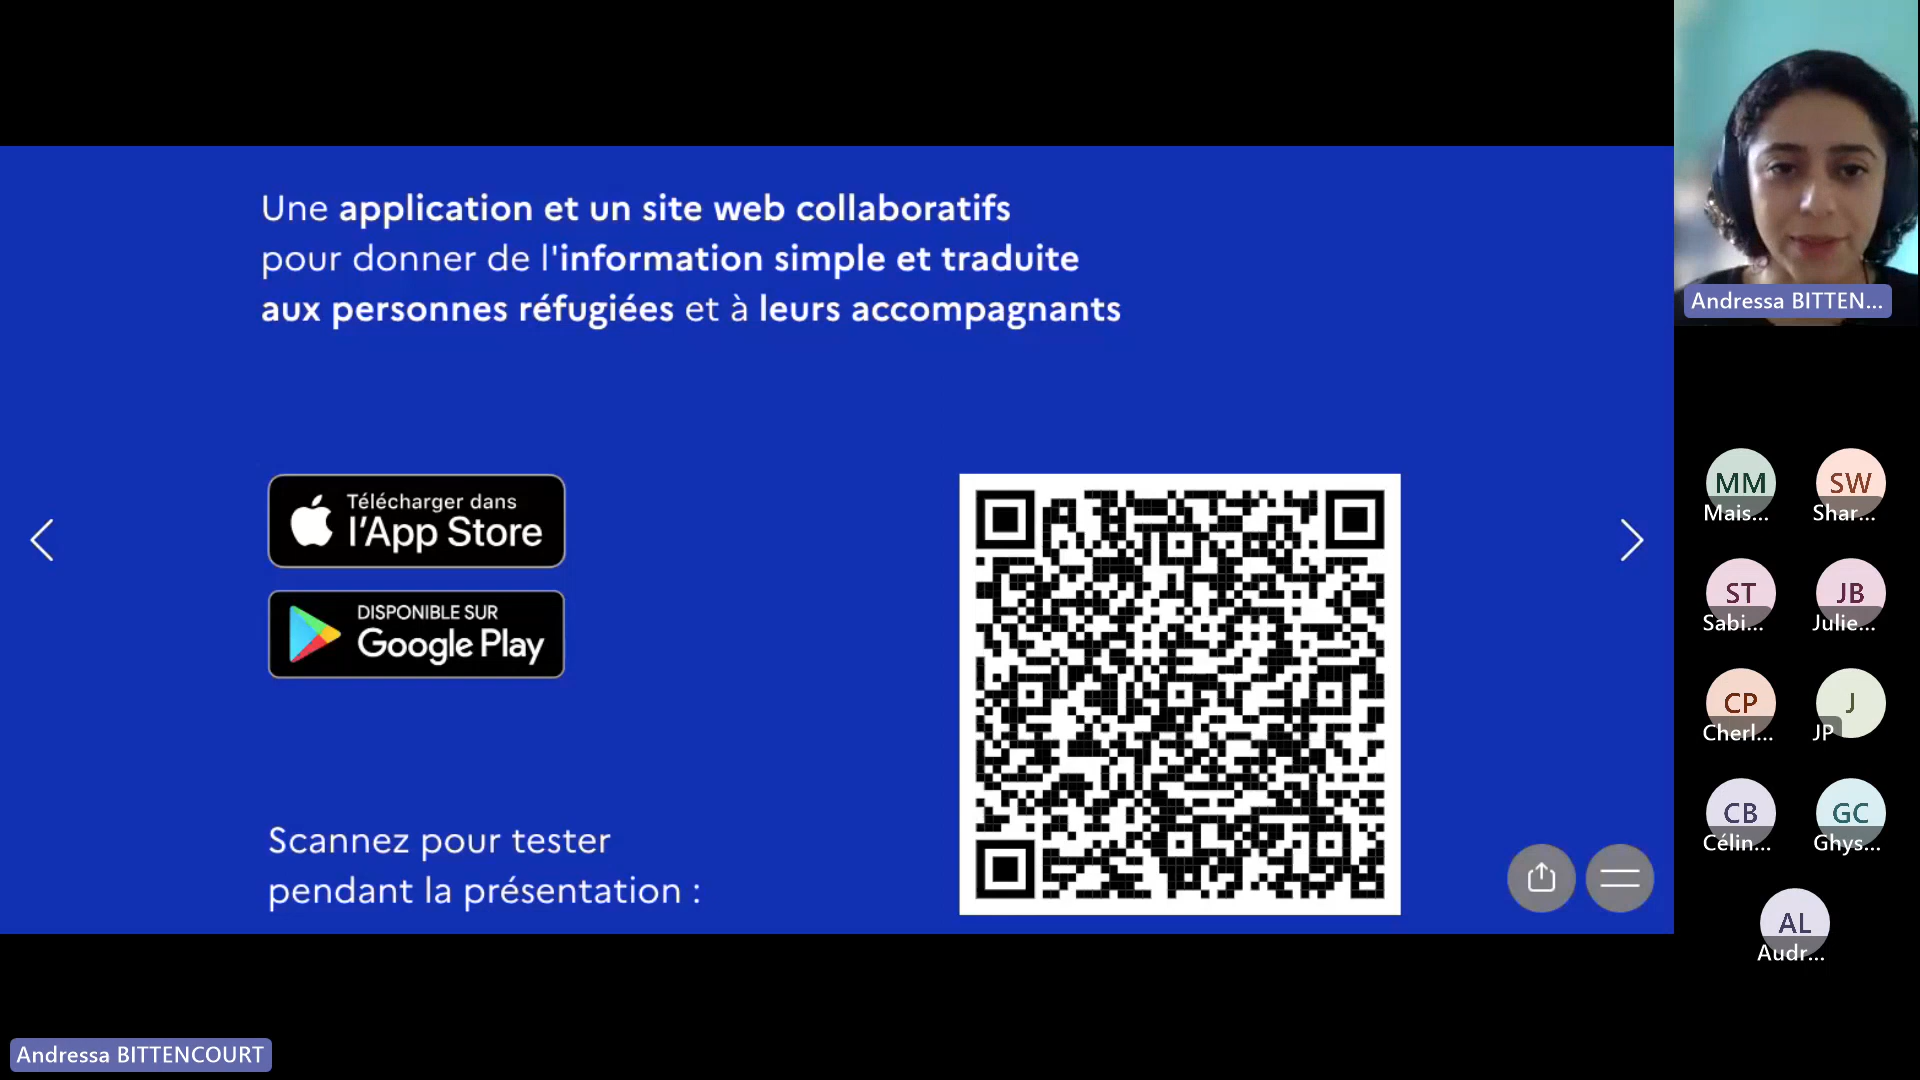 Une application et un site web collaboratifs
pour donner de l'information simple et traduite
aux personnes réfugiées et à leurs accompagnants
Télécharger dans
l'App Store
DISPONIBLE SUR
Google Play
Scannez pour tester
pendant la présentation :
Andressa BITTEN...
MM
Mais...
SW
Shar...
ST
Sabi...
JB
Julie...
CP
Cherl...
J
JP
CB
Célin...
GC
Ghys...
AL
Audr...
Andressa BITTENCOURT